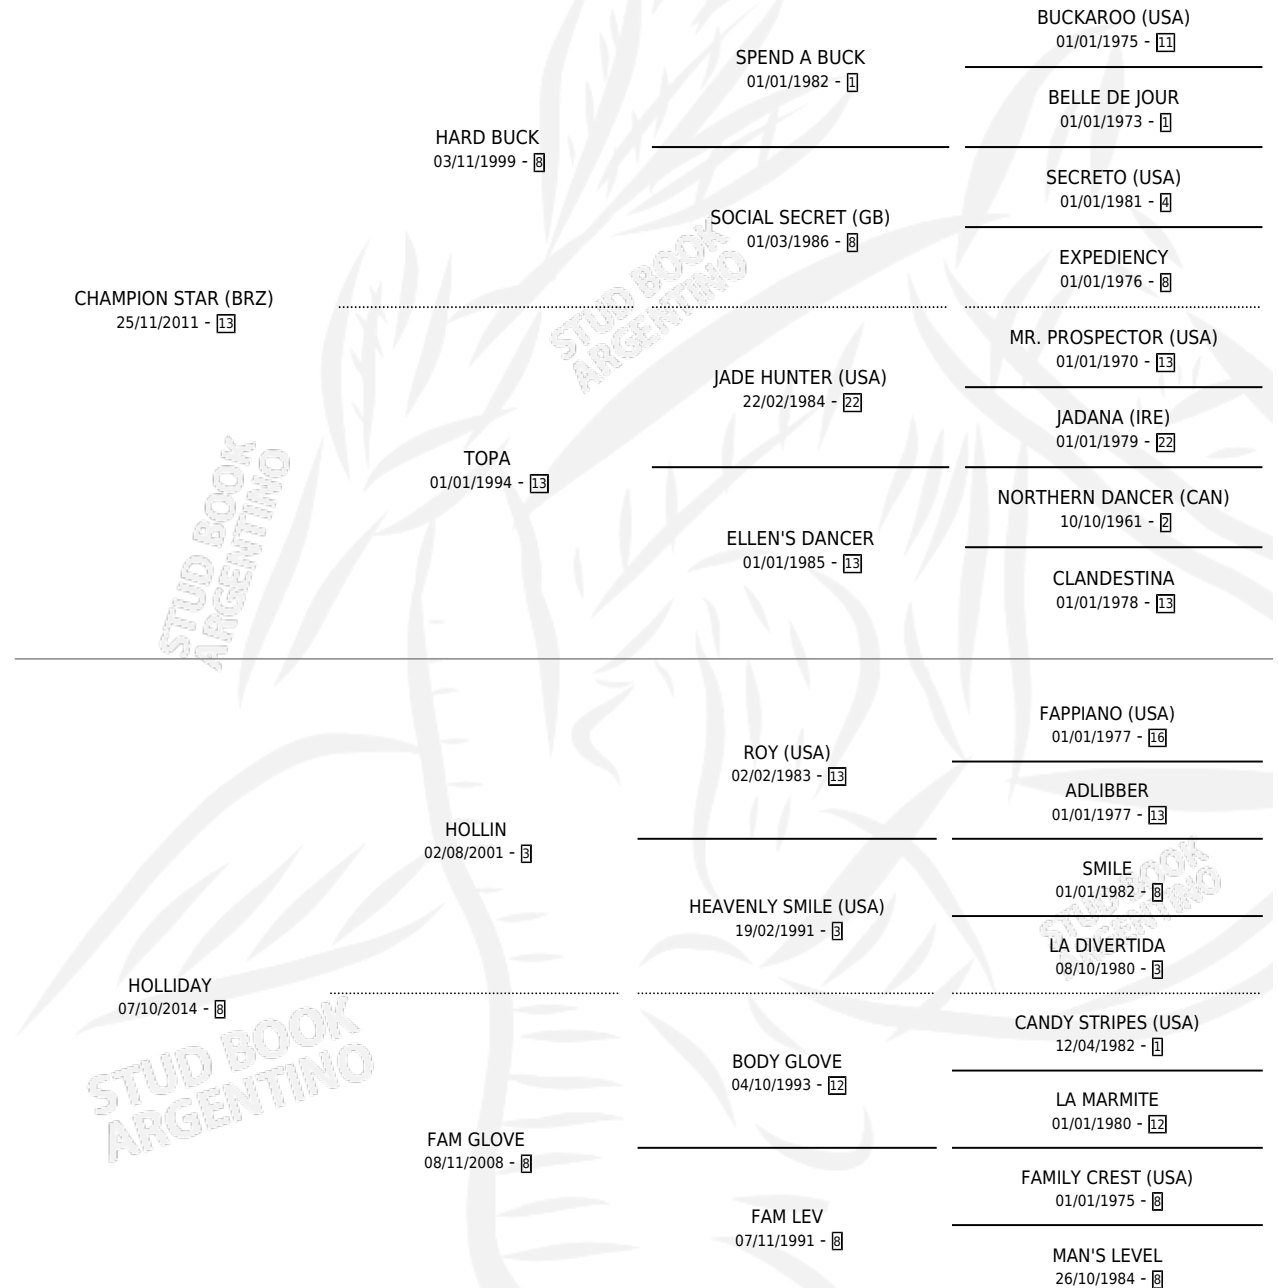 BUCKAROO (USA)
01/01/1975 - 11
SPEND A BUCK
01/01/1982 - 1
BELLE DE JOUR
01/01/1973 - 1
HARD BUCK
03/11/1999 - 8
SECRETO (USA)
01/01/1981 - 4
SOCIAL SECRET (GB)
01/03/1986 - 8
EXPEDIENCY
01/01/1976 - 8
CHAMPION STAR (BRZ)
25/11/2011 - 13
MR. PROSPECTOR (USA)
01/01/1970 - 13
JADE HUNTER (USA)
22/02/1984 - 22
JADANA (IRE)
01/01/1979 - 22
TOPA
01/01/1994 - 13
NORTHERN DANCER (CAN)
10/10/1961 - 2
ELLEN'S DANCER
01/01/1985 - 13
CLANDESTINA
01/01/1978 - 13
FAPPIANO (USA)
01/01/1977 - 16
ROY (USA)
02/02/1983 - 13
ADLIBBER
01/01/1977 - 13
HOLLIN
02/08/2001 - 3
SMILE
01/01/1982 - 8
HEAVENLY SMILE (USA)
19/02/1991 - 3
LA DIVERTIDA
08/10/1980 - 3
HOLLIDAY
07/10/2014 - 8
CANDY STRIPES (USA)
12/04/1982 - 1
BODY GLOVE
04/10/1993 - 12
LA MARMITE
01/01/1980 - 12
FAM GLOVE
08/11/2008 - 8
FAMILY CREST (USA)
01/01/1975 - 8
FAM LEV
07/11/1991 - 8
MAN'S LEVEL
26/10/1984 - 8
STUD BOOK
ARGENTINO
STUD BOOK
ARGENTINO
STUD BOOK
ARGENTINO
STUD BOOK
ARGENTINO